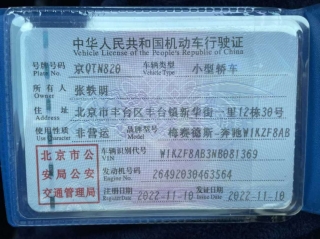 中华人民共和国机动车行驶证
Vehicle License of the People's Republic of China
号牌号码 京QTN820 车辆类型 小型轿车
Plate No. Vehicle Type
所有人 张轶明
Owner
住址 北京市丰台区丰台镇新华街一里12栋30号
Address
使用性质 非营运 品牌型号 梅赛德斯-奔驰W1KZF8AB
Use Character Model
北京市公安局公安交通管理局
车辆识别代号 W1KZF8AB3NB081369
VIN
发动机号码 26492030463564
Engine No.
注册日期 2022-11-10 发证日期 2022-11-10
Register Date Issue Date